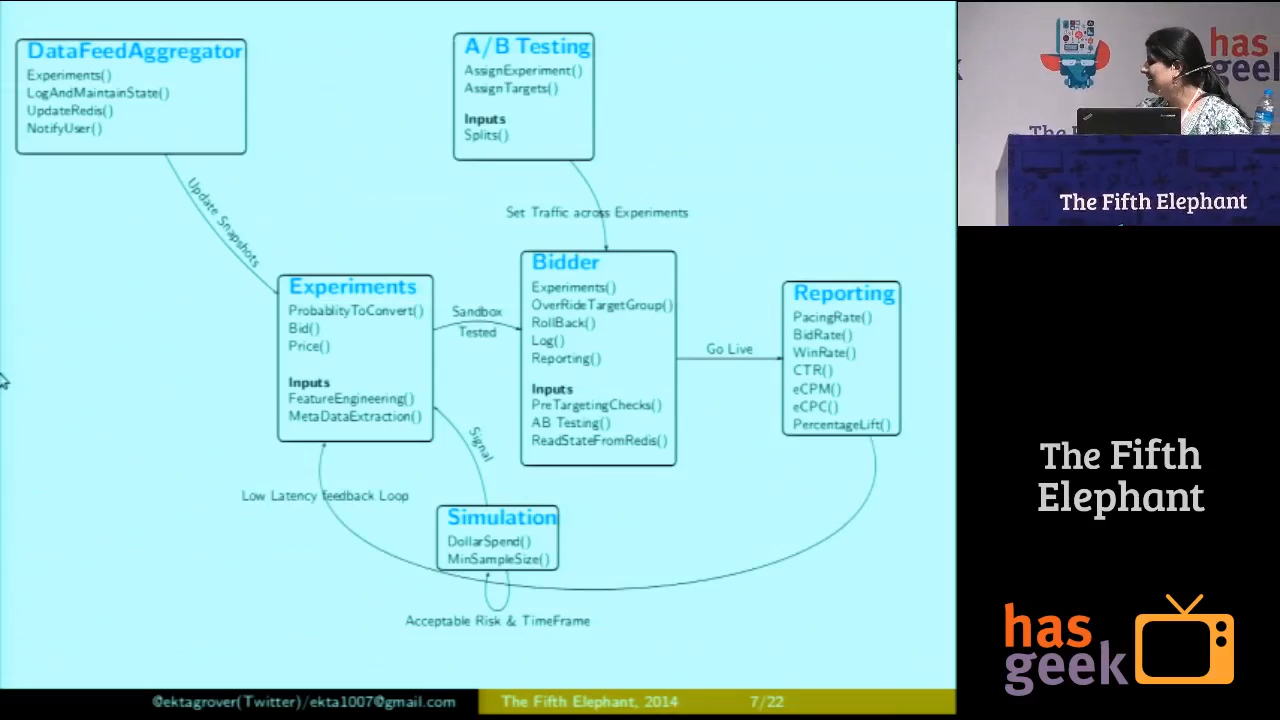 DataFeedAggregator
Experiments()
LogAndMaintainState()
UpdateRedis()
NotifyUser()
A/B Testing
AssignExperiment()
AssignTargets()
Inputs
Splits()
Update Snapshots
Set Traffic across Experiments
Experiments
ProbablityToConvert()
Bid()
Price()
Inputs
FeatureEngineering()
MetaDataExtraction()
Sandbox
Tested
Bidder
Experiments()
OverRideTargetGroup()
RollBack()
Log()
Reporting()
Inputs
PreTargetingChecks()
AB Testing()
ReadStateFromRedis()
Go Live
Reporting
PacingRate()
BidRate()
WinRate()
CTR()
eCPM()
eCPC()
PercentageLift()
Signal
Low Latency feedback Loop
Simulation
DollarSpend()
MinSampleSize()
Acceptable Risk & TimeFrame
@ektagrover(Twitter)/ekta1007@gmail.com
The Fifth Elephant, 2014
7/22
has
geek
The Fifth Elephant
The Fifth
Elephant
has
geek